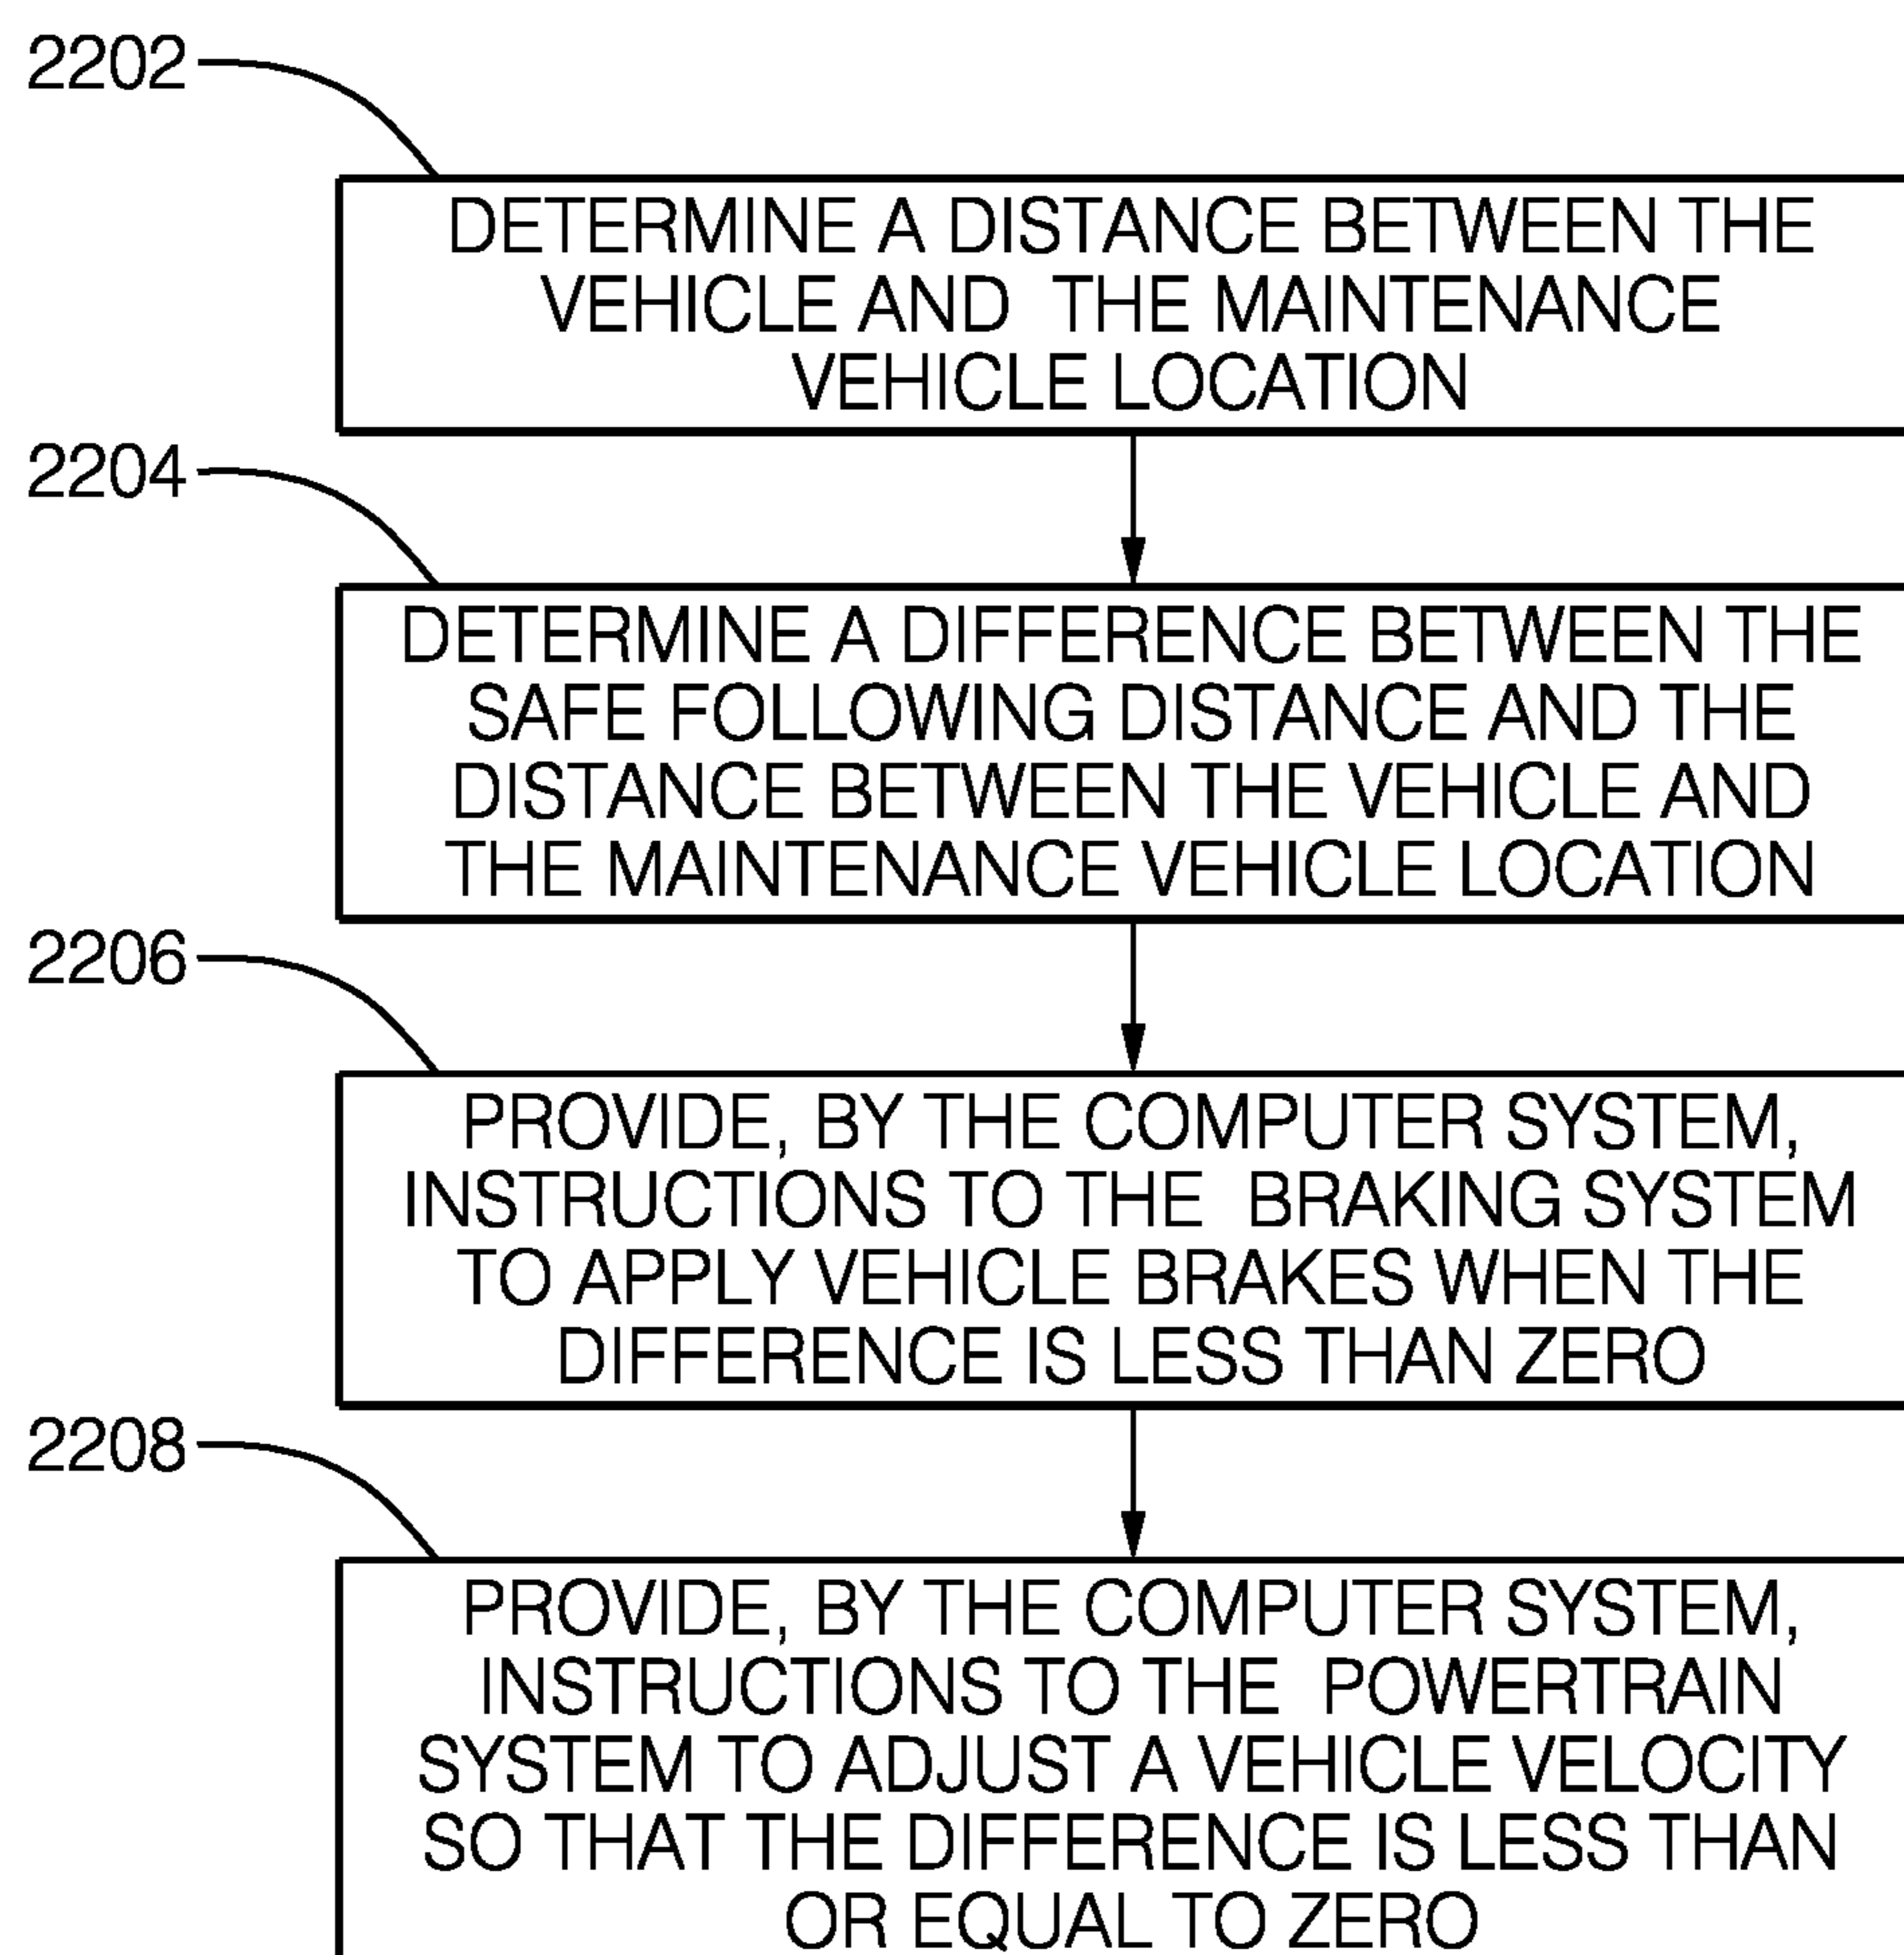 2202
DETERMINE A DISTANCE BETWEEN THE
VEHICLE AND THE MAINTENANCE
VEHICLE LOCATION
2204
DETERMINE A DIFFERENCE BETWEEN THE
SAFE FOLLOWING DISTANCE AND THE
DISTANCE BETWEEN THE VEHICLE AND
THE MAINTENANCE VEHICLE LOCATION
2206
PROVIDE, BY THE COMPUTER SYSTEM,
INSTRUCTIONS TO THE BRAKING SYSTEM
TO APPLY VEHICLE BRAKES WHEN THE
DIFFERENCE IS LESS THAN ZERO
2208
PROVIDE, BY THE COMPUTER SYSTEM,
INSTRUCTIONS TO THE POWERTRAIN
SYSTEM TO ADJUST A VEHICLE VELOCITY
SO THAT THE DIFFERENCE IS LESS THAN
OR EQUAL TO ZERO